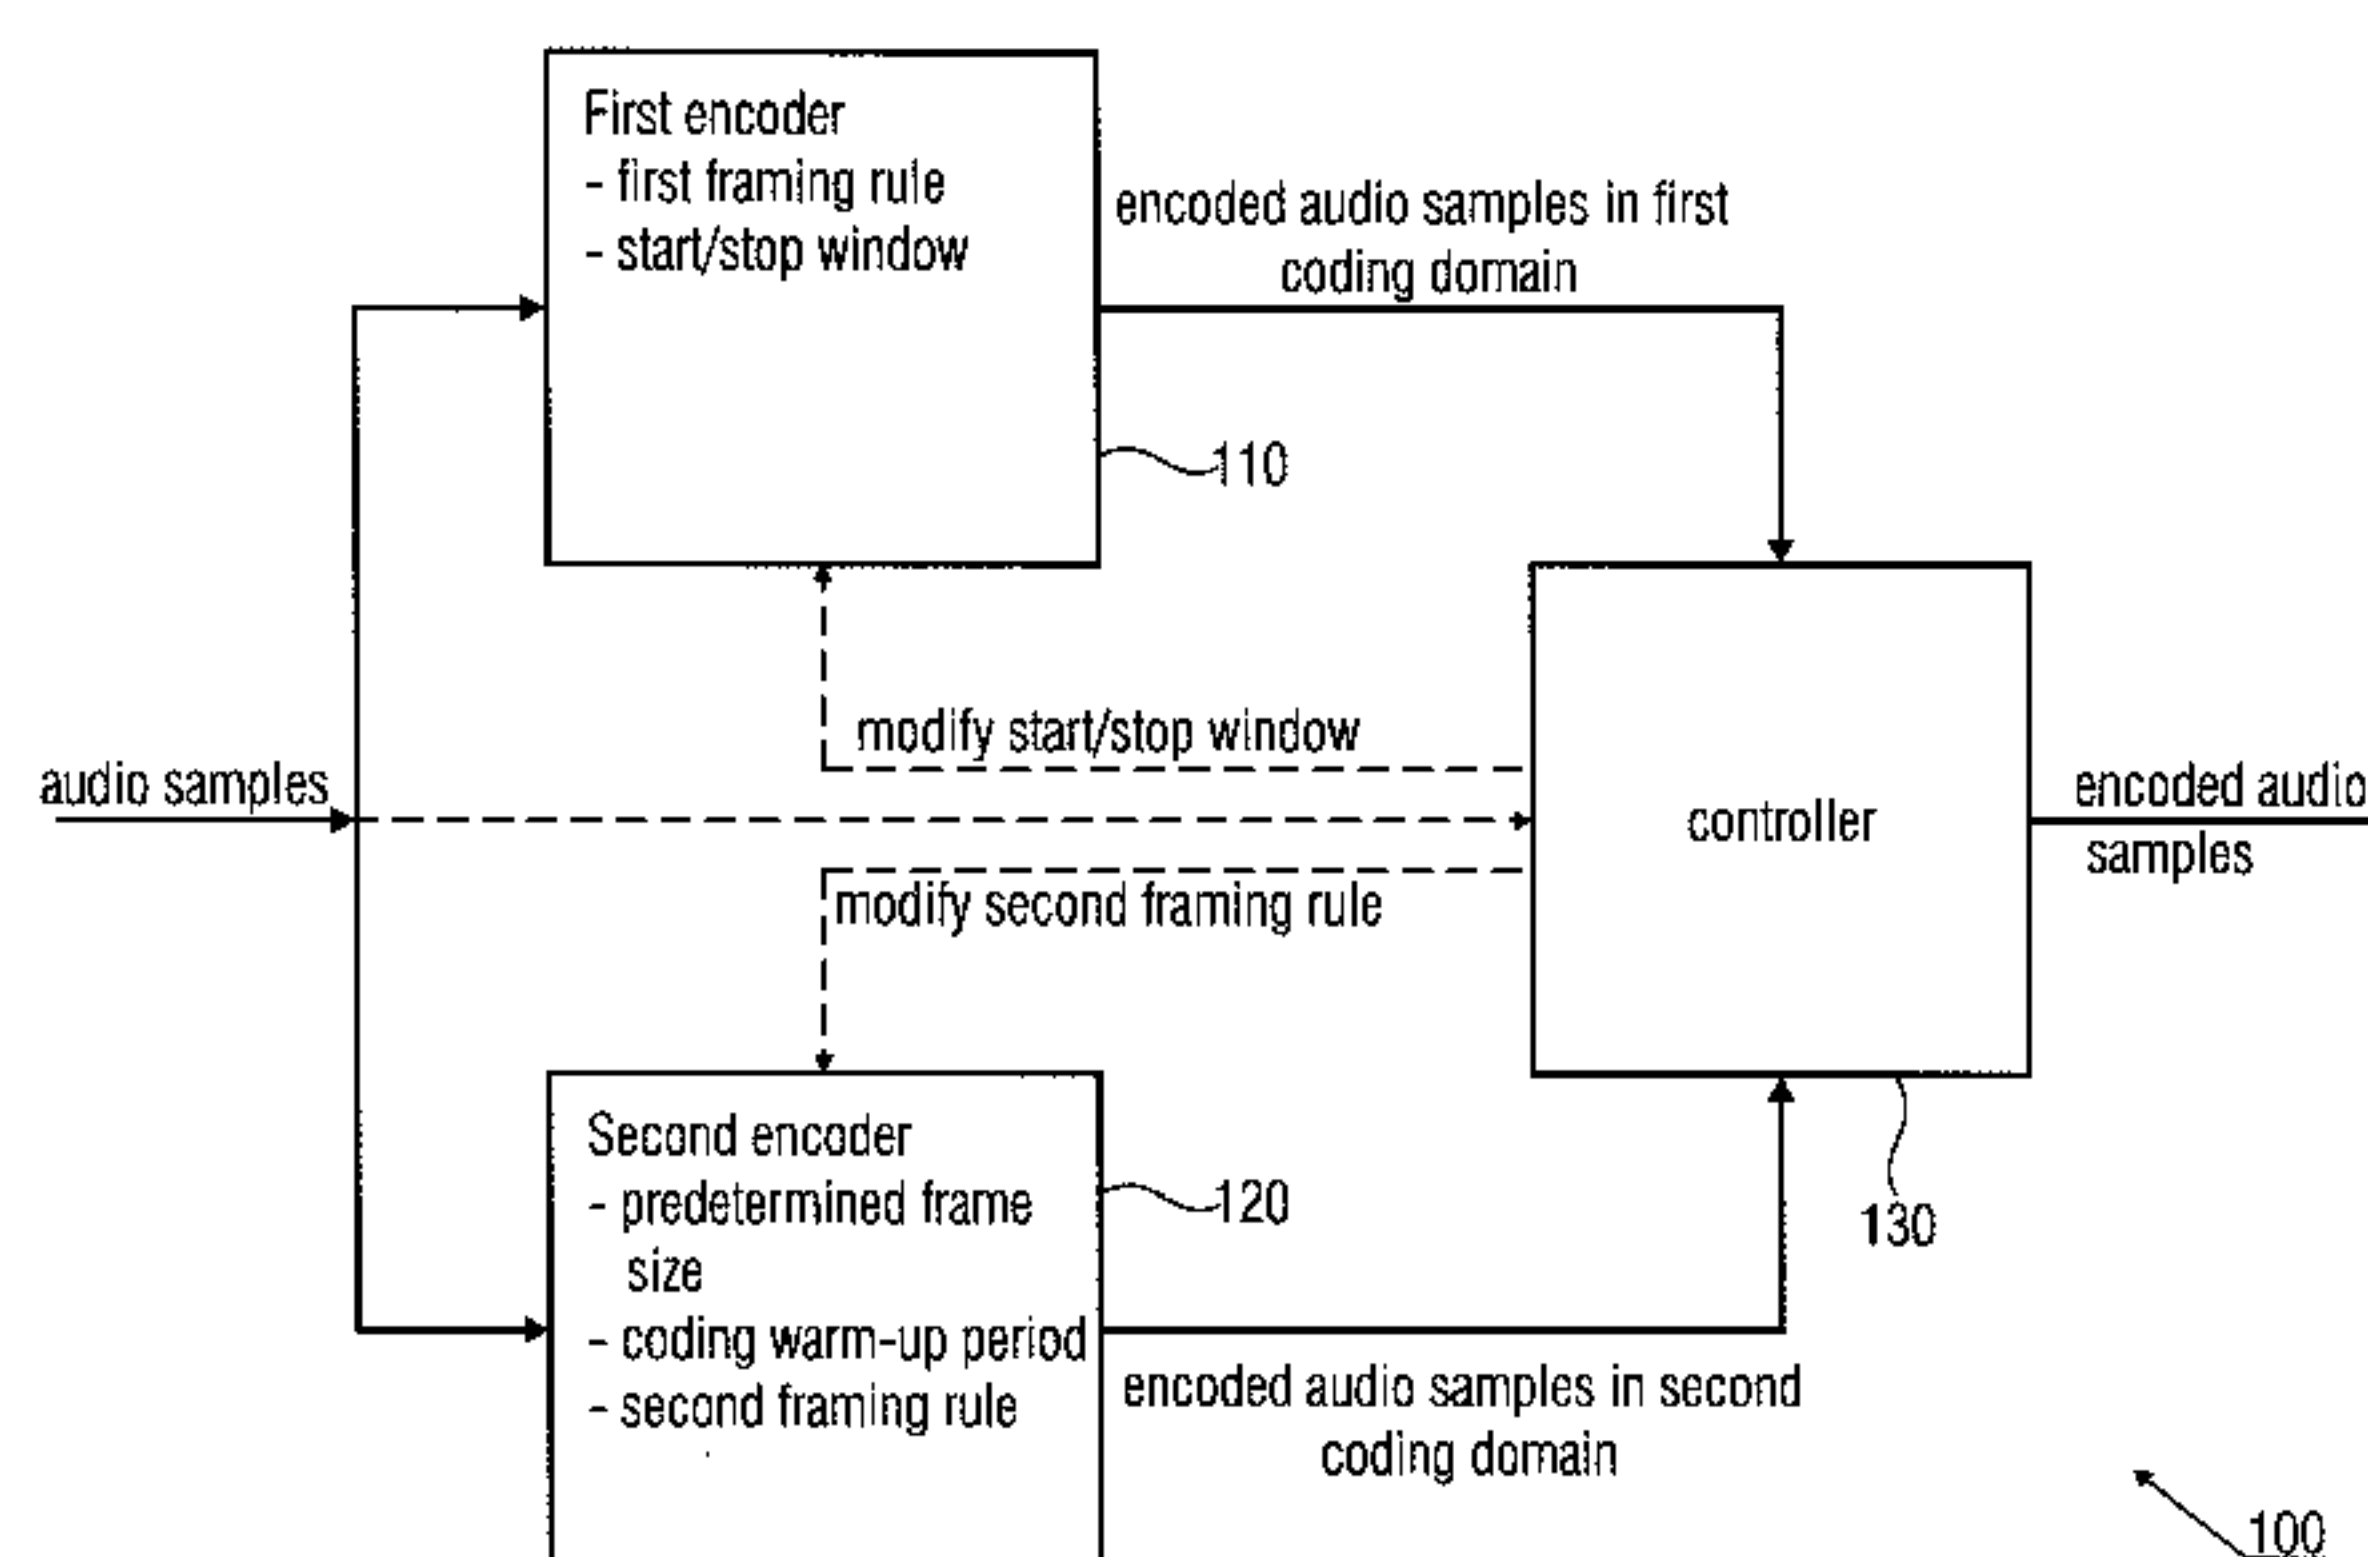 First encoder
- first framing rule
- start/stop window
encoded audio samples in first
coding domain
110
modify start/stop window
audio samples
controller
encoded audio
samples
modify second framing rule
Second encoder
- predetermined frame
size
- coding warm-up period
- second framing rule
120
130
encoded audio samples in second
coding domain
100